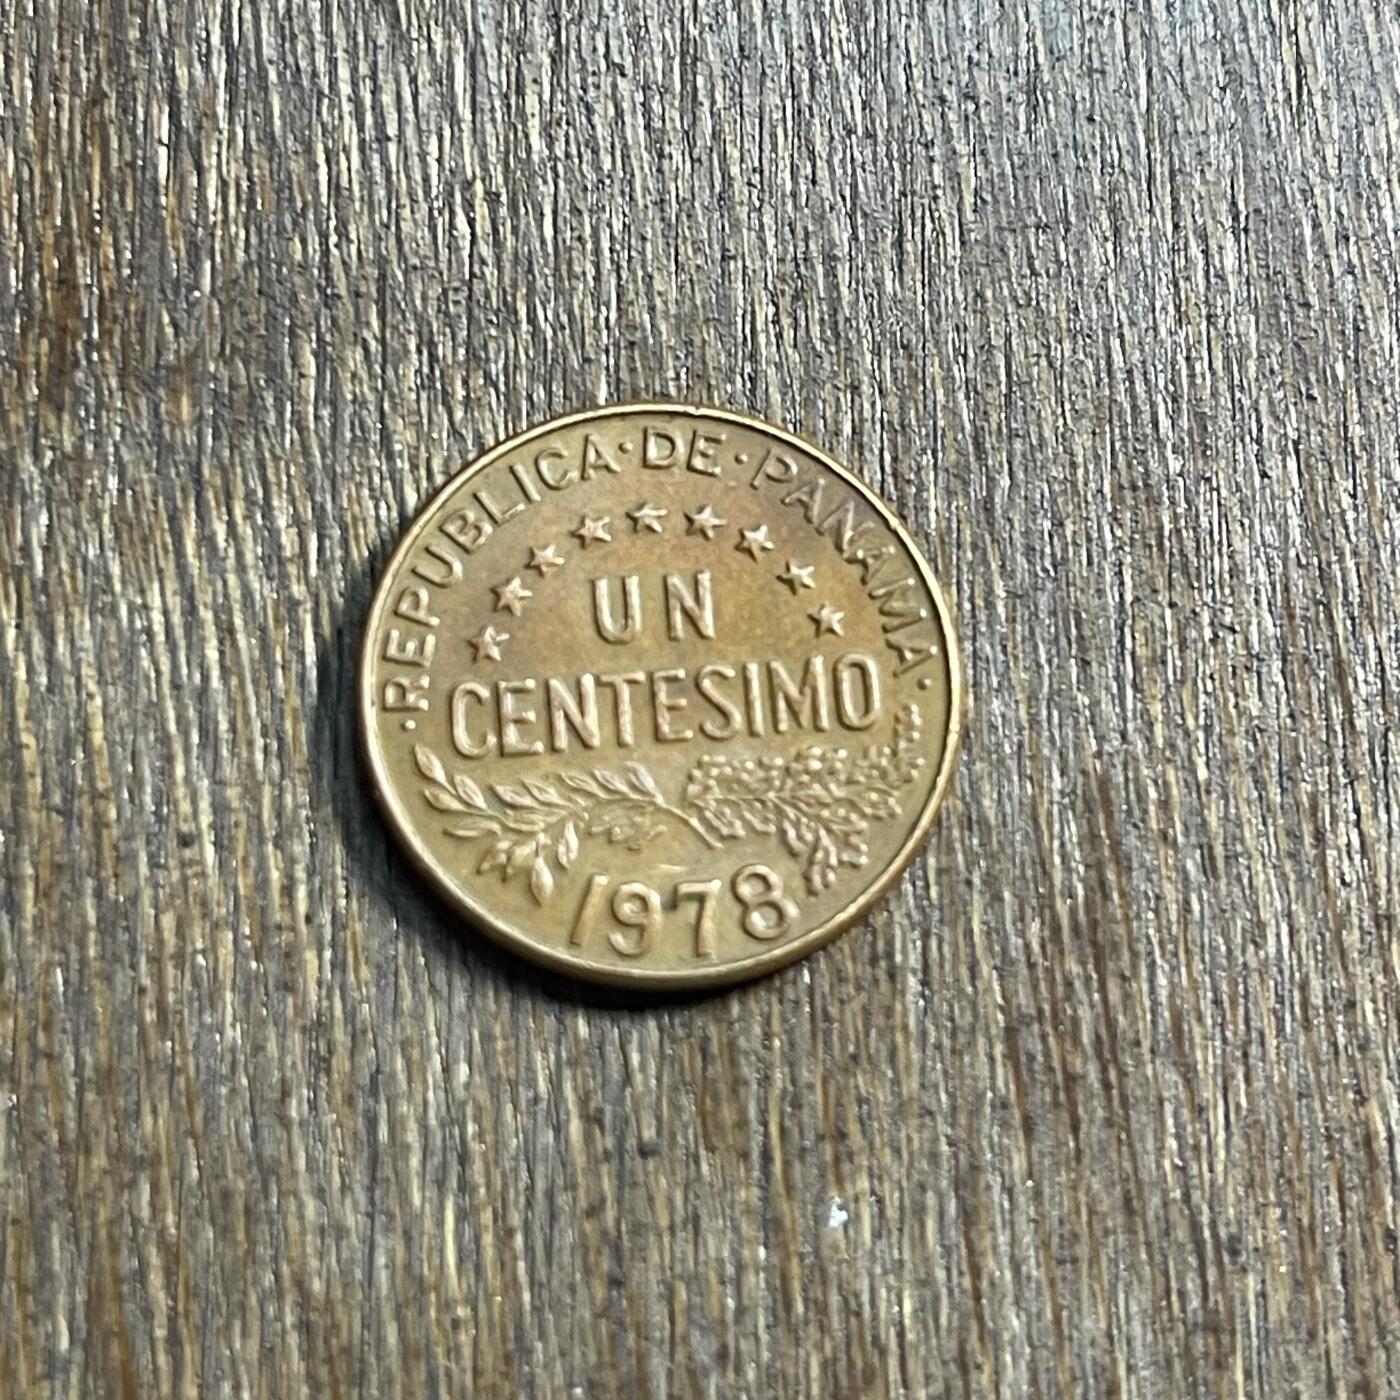 ·REPUBLICA·DE·PANAMA·
UN
CENTESIMO
1978